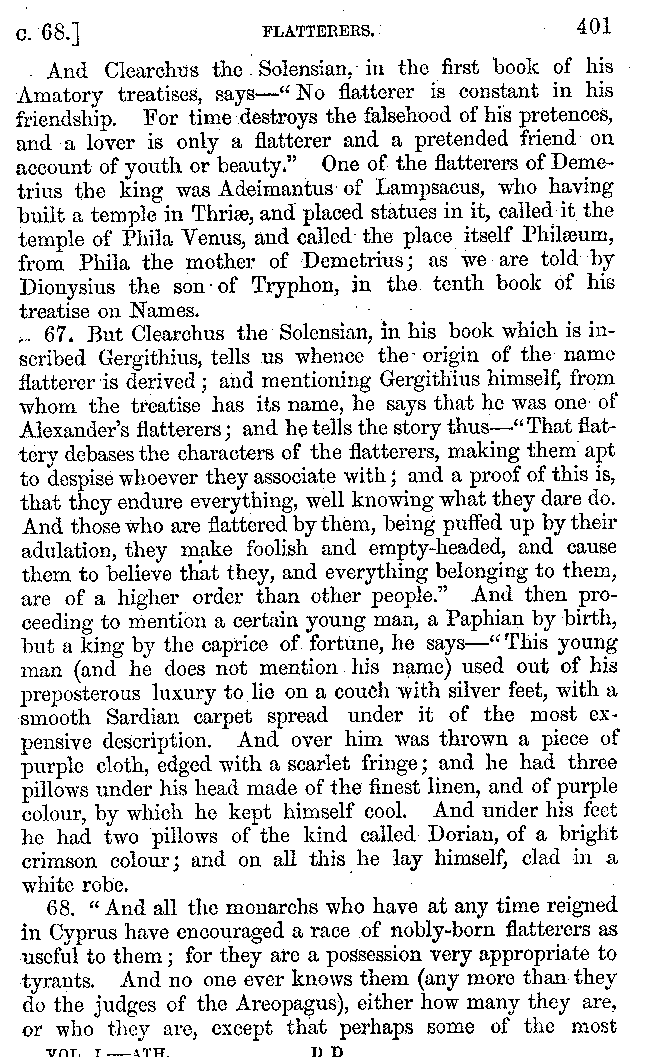 c. 68.] FLATTERERS. 401
And Clearchus the Solensian, in the first book of his
Amatory treatises, says—“ No flatterer is constant in his
friendship. For time destroys the falsehood of his pretences,
and a lover is only a flatterer and a pretended friend on
account of youth or beauty.” One of the flatterers of Deme-
trius the king was Adeimantus of Lampsacus, who having
built a temple in Thriæ, and placed statues in it, called it the
temple of Phila Venus, and called the place itself Philæum,
from Phila the mother of Demetrius; as we are told by
Dionysius the son of Tryphon, in the tenth book of his
treatise on Names.
67. But Clearchus the Solensian, in his book which is in-
scribed Gergithius, tells us whence the origin of the name
flatterer is derived; and mentioning Gergithius himself, from
whom the treatise has its name, he says that he was one of
Alexander’s flatterers; and he tells the story thus—“That flat-
tery debases the characters of the flatterers, making them apt
to despise whoever they associate with; and a proof of this is,
that they endure everything, well knowing what they dare do.
And those who are flattered by them, being puffed up by their
adulation, they make foolish and empty-headed, and cause
them to believe that they, and everything belonging to them,
are of a higher order than other people.” And then pro-
ceeding to mention a certain young man, a Paphian by birth,
but a king by the caprice of fortune, he says—“This young
man (and he does not mention his name) used out of his
preposterous luxury to lie on a couch with silver feet, with a
smooth Sardian carpet spread under it of the most ex-
pensive description. And over him was thrown a piece of
purple cloth, edged with a scarlet fringe; and he had three
pillows under his head made of the finest linen, and of purple
colour, by which he kept himself cool. And under his feet
he had two pillows of the kind called Dorian, of a bright
crimson colour; and on all this he lay himself, clad in a
white robe.
68. “And all the monarchs who have at any time reigned
in Cyprus have encouraged a race of nobly-born flatterers as
useful to them; for they are a possession very appropriate to
tyrants. And no one ever knows them (any more than they
do the judges of the Areopagus), either how many they are,
or who they are, except that perhaps some of the most
VOL. I.—ATH. D D